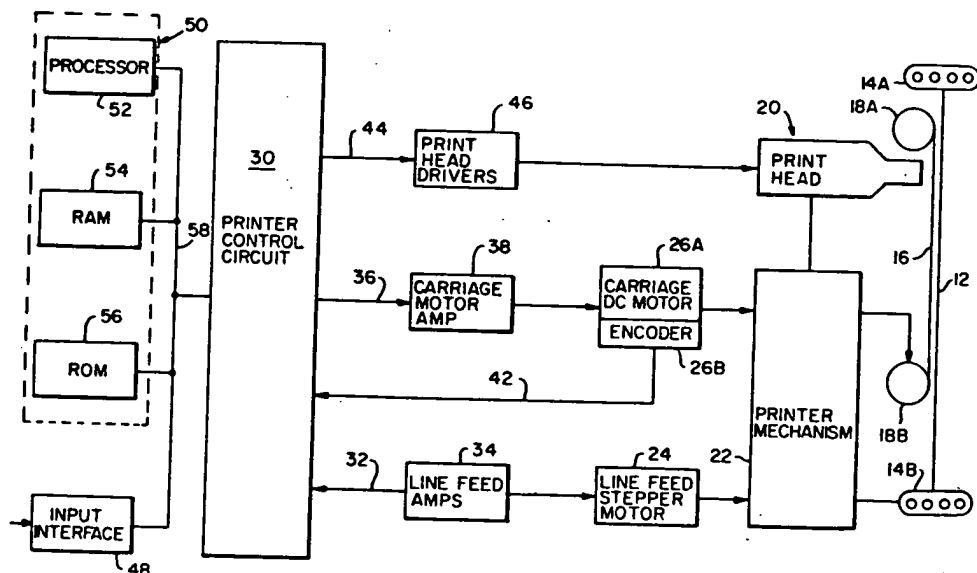 50
PROCESSOR
52
54
RAM
58
56
ROM
INPUT
INTERFACE
48
30
PRINTER
CONTROL
CIRCUIT
44
46
PRINT
HEAD
DRIVERS
20
PRINT
HEAD
14A
18A
16
12
36
38
CARRIAGE
MOTOR
AMP
26A
CARRIAGE
DC MOTOR
ENCODER
26B
42
18B
PRINTER
MECHANISM
22
32
34
LINE FEED
AMPS
24
LINE FEED
STEPPER
MOTOR
14B